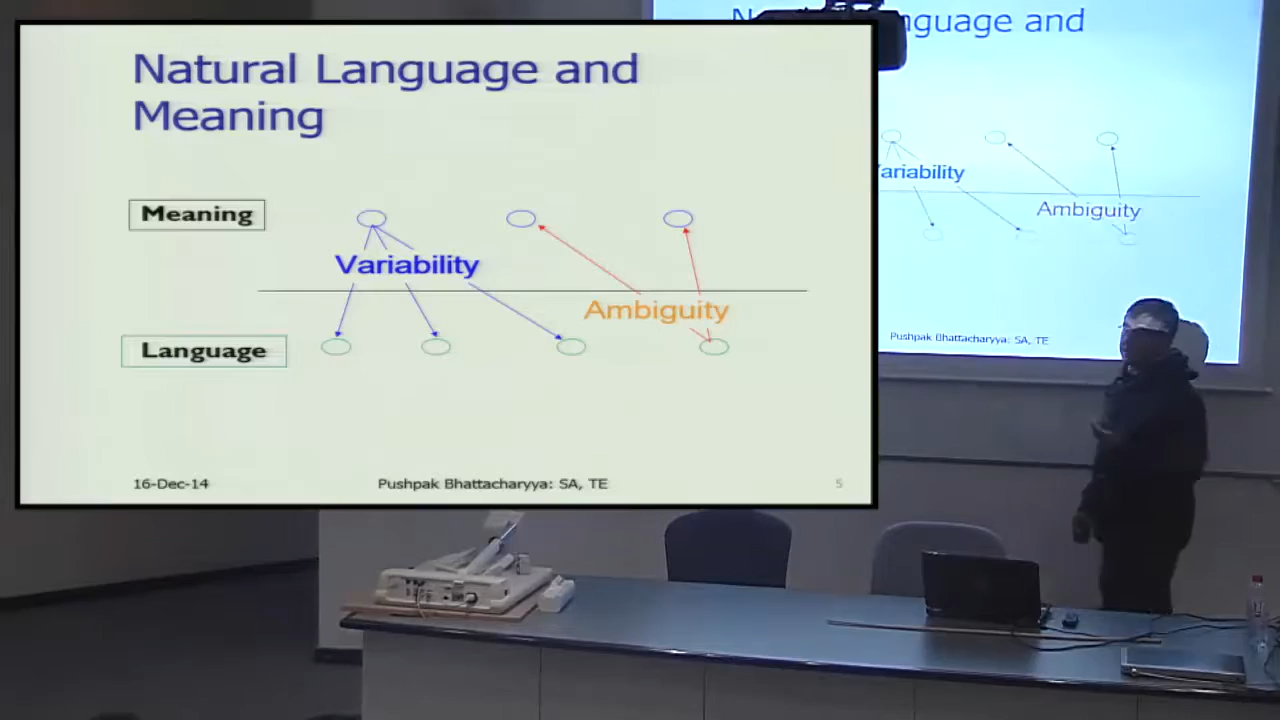 Natural Language and
Meaning
Meaning
Variability
Ambiguity
Language
16-Dec-14
Pushpak Bhattacharyya: SA, TE
5
nguage and
ariability
Ambiguity
Pushpak Bhattacharyya: SA, TE